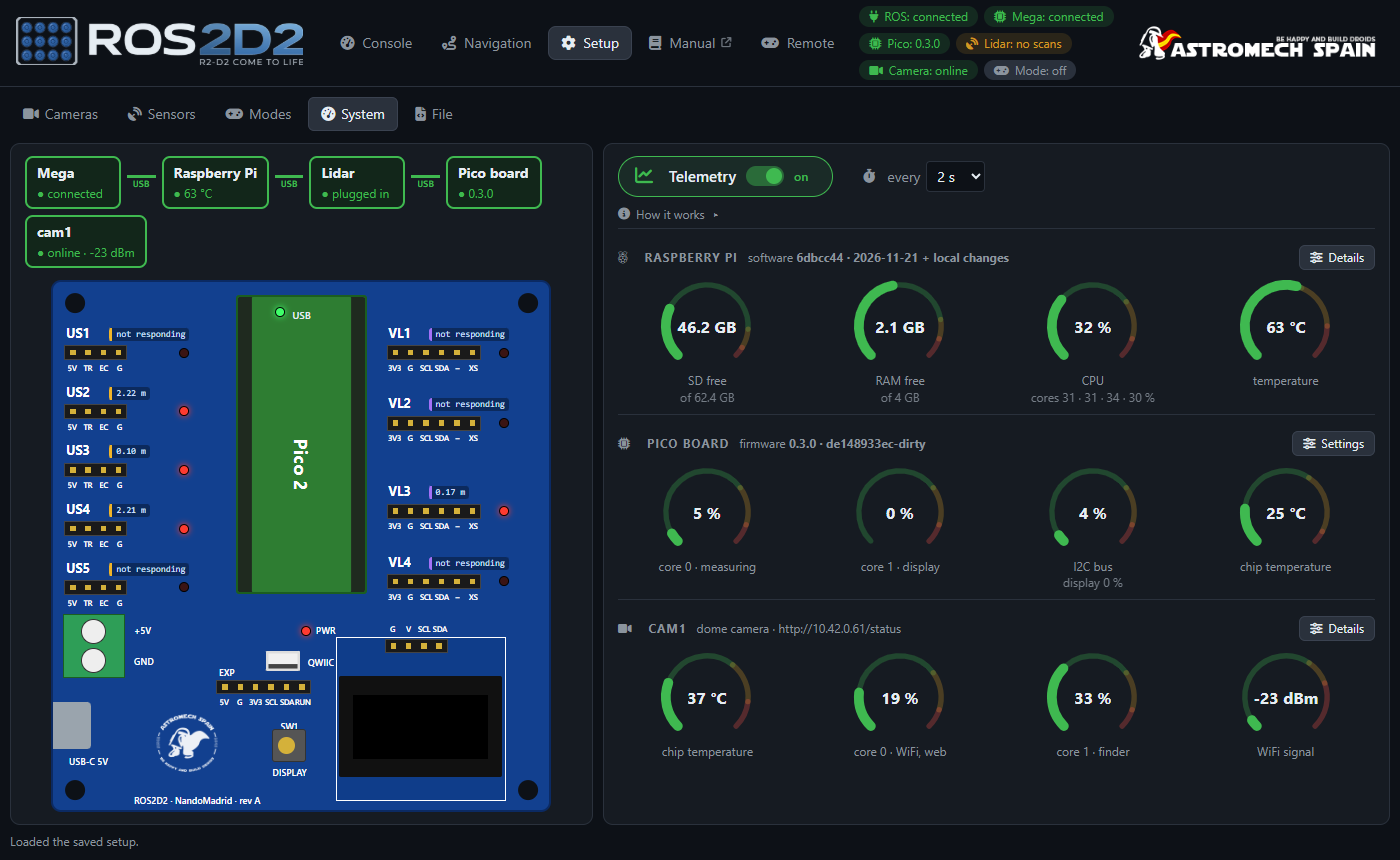 ROS2D2
R2-D2 COME TO LIFE
Console
Navigation
Setup
Manual
Remote
ROS: connected
Mega: connected
Pico: 0.3.0
Lidar: no scans
Camera: online
Mode: off
BE HAPPY AND BUILD DROIDS
ASTROMECH SPAIN
Cameras
Sensors
Modes
System
File
Mega
● connected
USB
Raspberry Pi
● 63 °C
USB
Lidar
● plugged in
USB
Pico board
● 0.3.0
cam1
● online · -23 dBm
US1 not responding
5V TR EC G
US2 2.22 m
5V TR EC G
US3 0.10 m
5V TR EC G
US4 2.21 m
5V TR EC G
US5 not responding
5V TR EC G
USB
Pico 2
VL1 not responding
3V3 G SCL SDA – XS
VL2 not responding
3V3 G SCL SDA – XS
VL3 0.17 m
3V3 G SCL SDA – XS
VL4 not responding
3V3 G SCL SDA – XS
+5V
GND
PWR
G V SCL SDA
QWIIC
EXP
5V G 3V3 SCL SDA RUN
SW1
DISPLAY
USB-C 5V
ASTROMECH SPAIN
BE HAPPY AND BUILD DROIDS
ROS2D2 · NandoMadrid · rev A
Telemetry on
every 2 s
How it works ▸
RASPBERRY PI software 6dbcc44 · 2026-11-21 + local changes
Details
46.2 GB
SD free
of 62.4 GB
2.1 GB
RAM free
of 4 GB
32 %
CPU
cores 31 · 31 · 34 · 30 %
63 °C
temperature
PICO BOARD firmware 0.3.0 · de148933ec-dirty
Settings
5 %
core 0 · measuring
0 %
core 1 · display
4 %
I2C bus
display 0 %
25 °C
chip temperature
CAM1 dome camera · http://10.42.0.61/status
Details
37 °C
chip temperature
19 %
core 0 · WiFi, web
33 %
core 1 · finder
-23 dBm
WiFi signal
Loaded the saved setup.